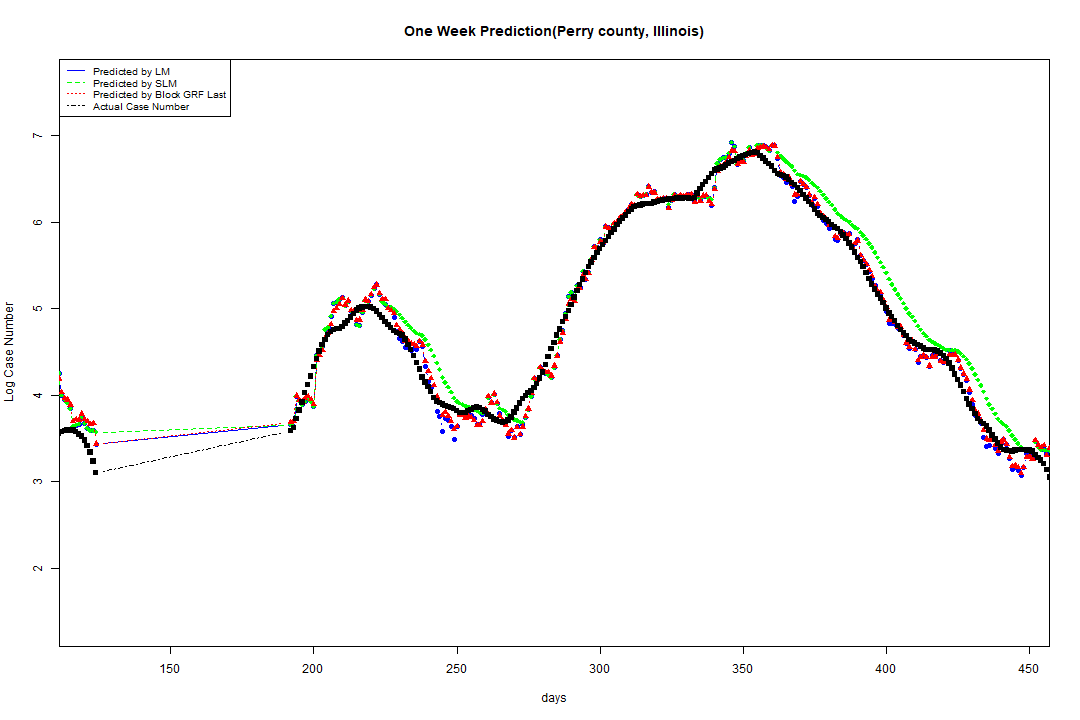 One Week Prediction(Perry county, Illinois)
Predicted by LM
Predicted by SLM
Predicted by Block GRF Last
Actual Case Number
Log Case Number
7
6
5
4
3
2
150
200
250
300
350
400
450
days